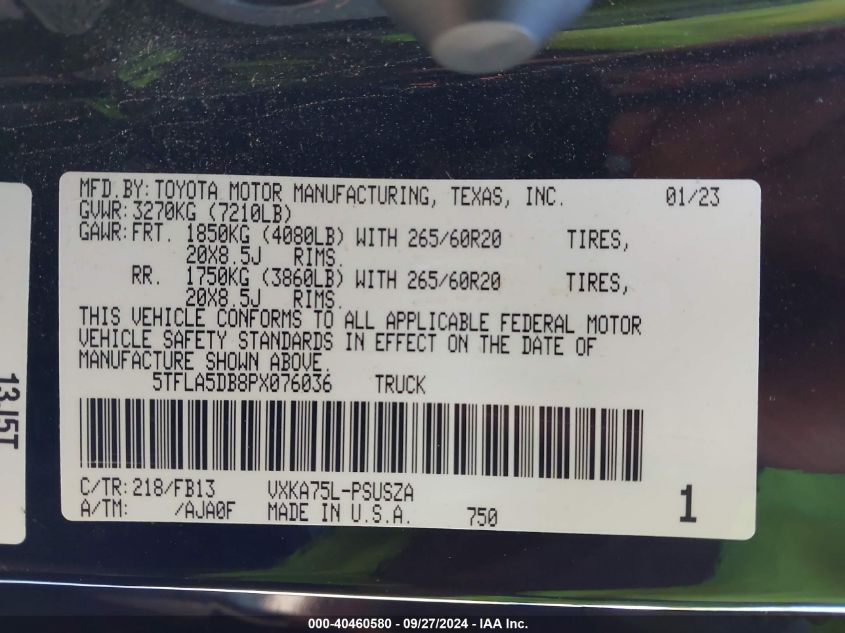 MFD.BY:TOYOTA MOTOR MANUFACTURING, TEXAS, INC. 01/23
GVWR:3270KG (7210LB)
GAWR:FRT. 1850KG (4080LB) WITH 265/60R20 TIRES,
20X8.5J RIMS.
RR. 1750KG (3860LB) WITH 265/60R20 TIRES,
20X8.5J RIMS.
THIS VEHICLE CONFORMS TO ALL APPLICABLE FEDERAL MOTOR
VEHICLE SAFETY STANDARDS IN EFFECT ON THE DATE OF
MANUFACTURE SHOWN ABOVE.
5TFLA5DB8PX076036 TRUCK
C/TR:218/FB13 VXKA75L-PSUSZA
A/TM: /AJA0F MADE IN U.S.A. 750
1
13J5T
000-40460580 - 09/27/2024 - IAA Inc.